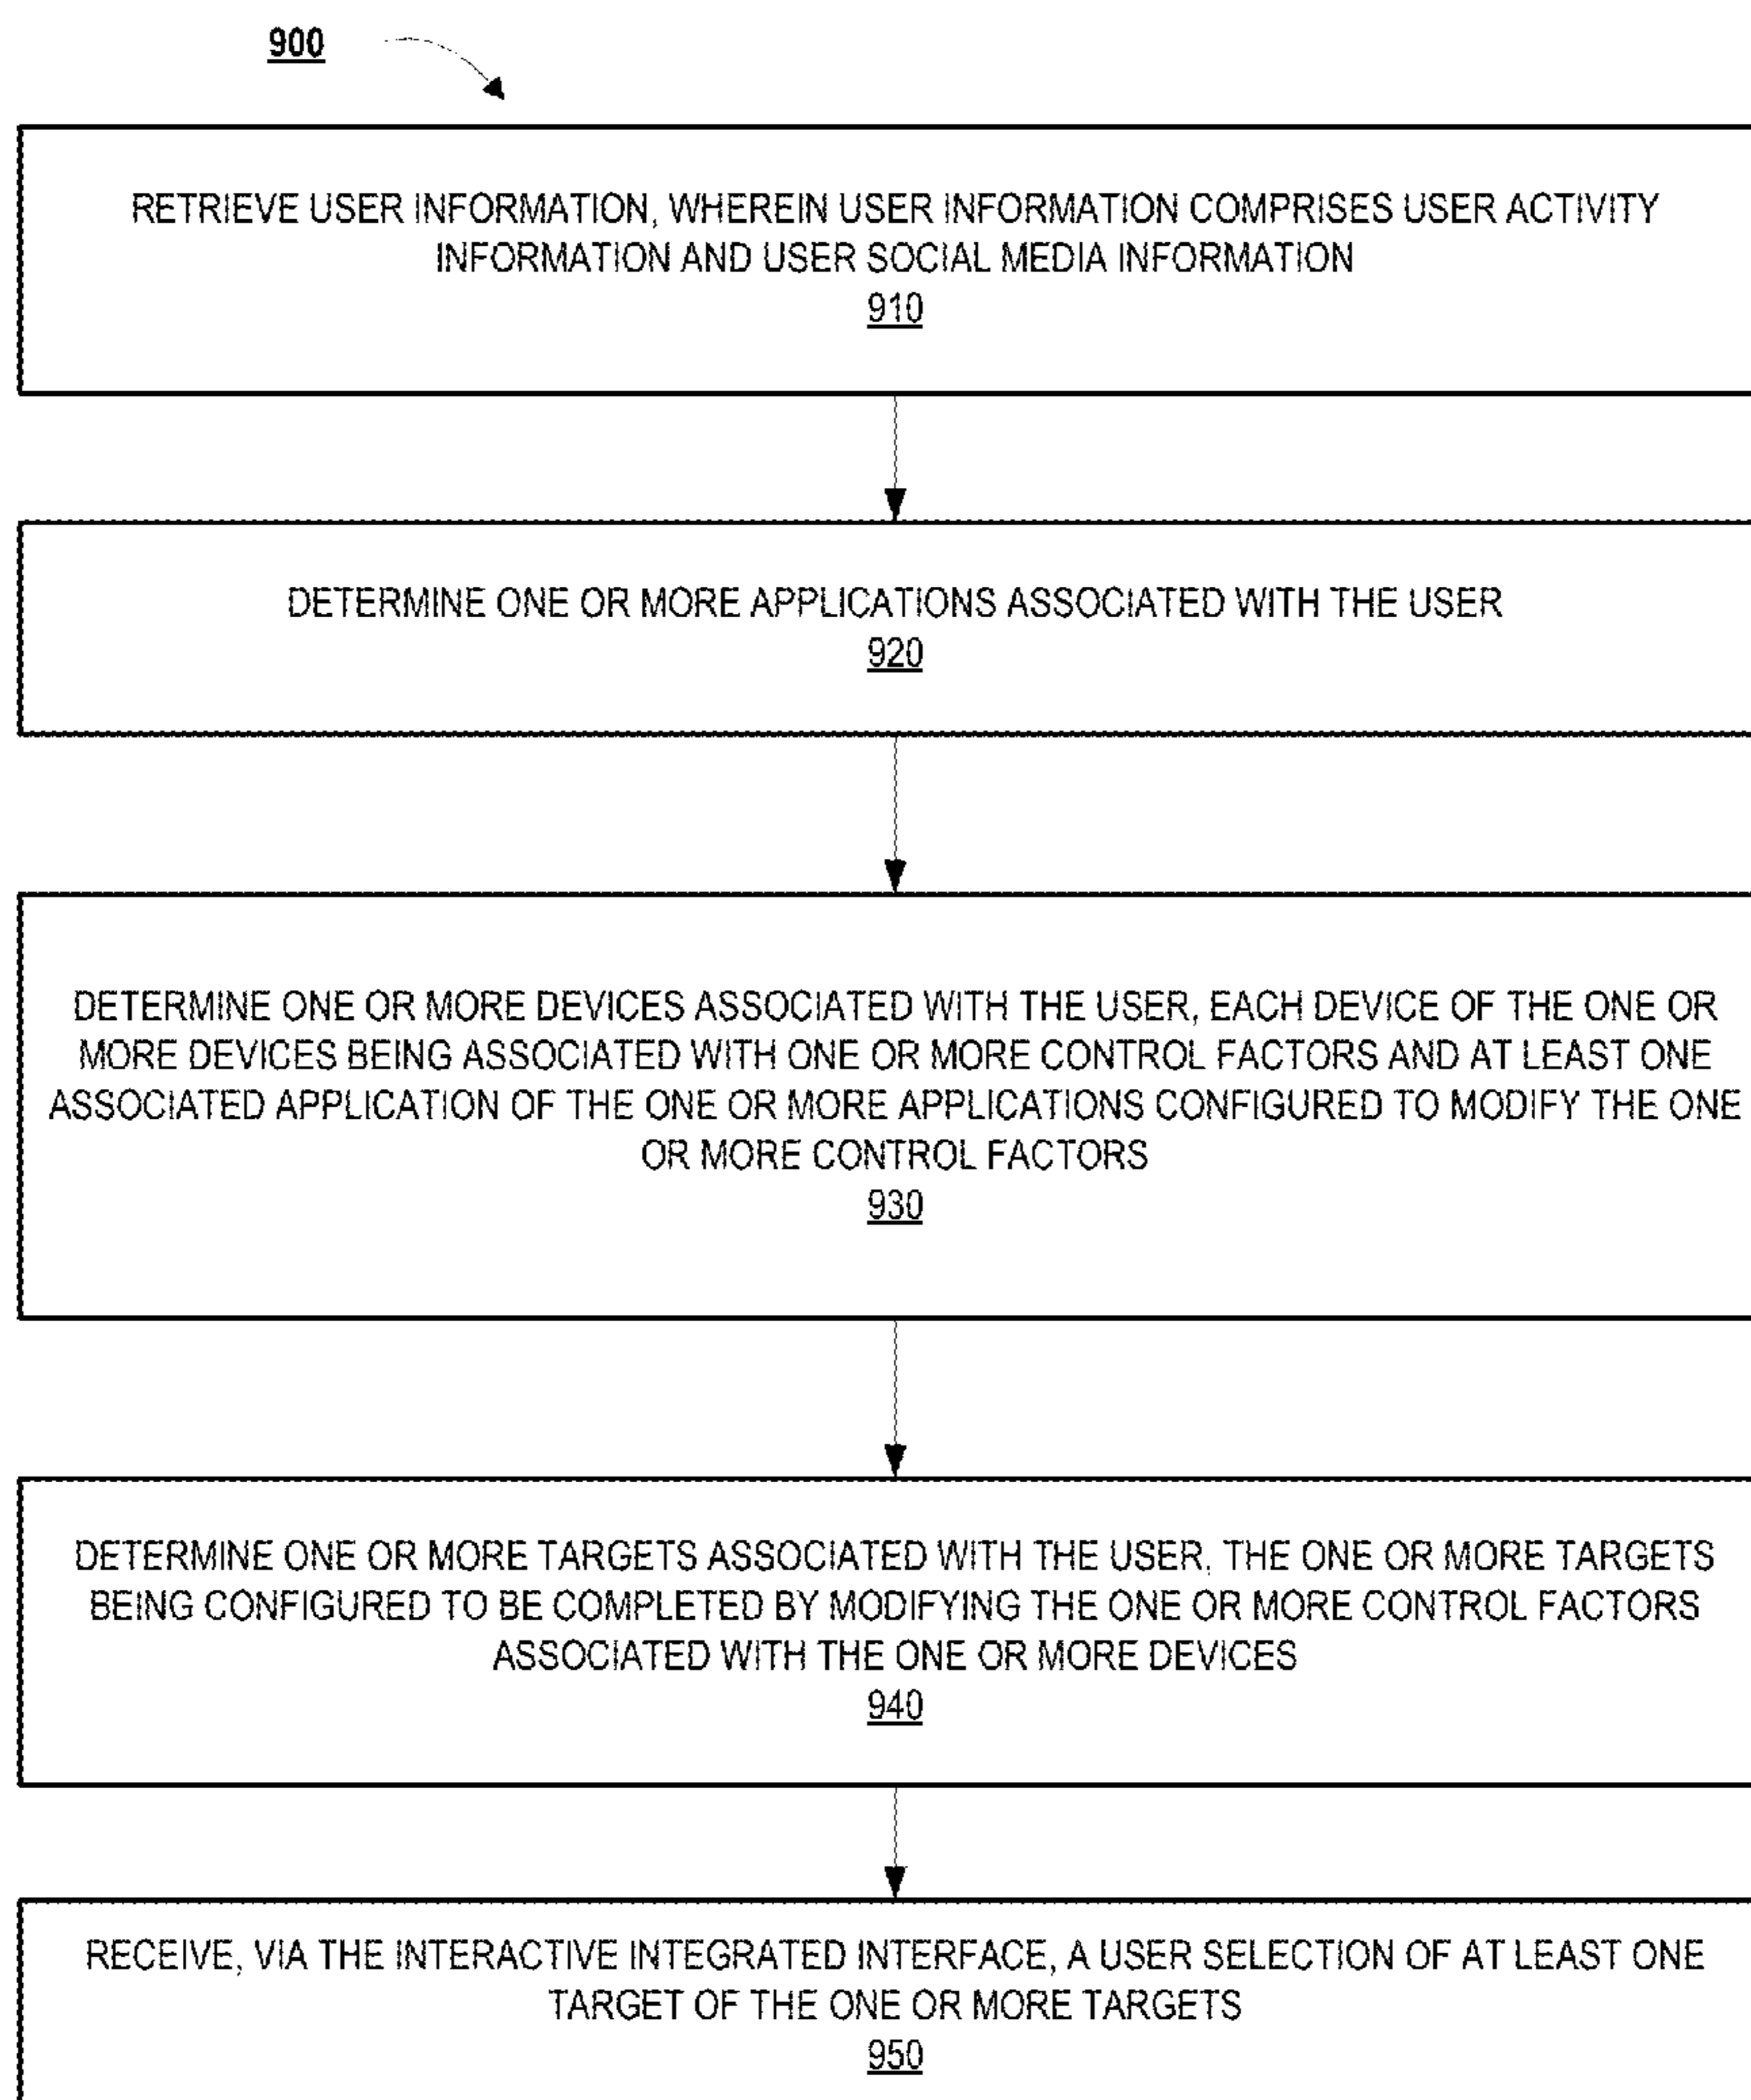 900
RETRIEVE USER INFORMATION, WHEREIN USER INFORMATION COMPRISES USER ACTIVITY
INFORMATION AND USER SOCIAL MEDIA INFORMATION
910
DETERMINE ONE OR MORE APPLICATIONS ASSOCIATED WITH THE USER
920
DETERMINE ONE OR MORE DEVICES ASSOCIATED WITH THE USER, EACH DEVICE OF THE ONE OR
MORE DEVICES BEING ASSOCIATED WITH ONE OR MORE CONTROL FACTORS AND AT LEAST ONE
ASSOCIATED APPLICATION OF THE ONE OR MORE APPLICATIONS CONFIGURED TO MODIFY THE ONE
OR MORE CONTROL FACTORS
930
DETERMINE ONE OR MORE TARGETS ASSOCIATED WITH THE USER, THE ONE OR MORE TARGETS
BEING CONFIGURED TO BE COMPLETED BY MODIFYING THE ONE OR MORE CONTROL FACTORS
ASSOCIATED WITH THE ONE OR MORE DEVICES
940
RECEIVE, VIA THE INTERACTIVE INTEGRATED INTERFACE, A USER SELECTION OF AT LEAST ONE
TARGET OF THE ONE OR MORE TARGETS
950